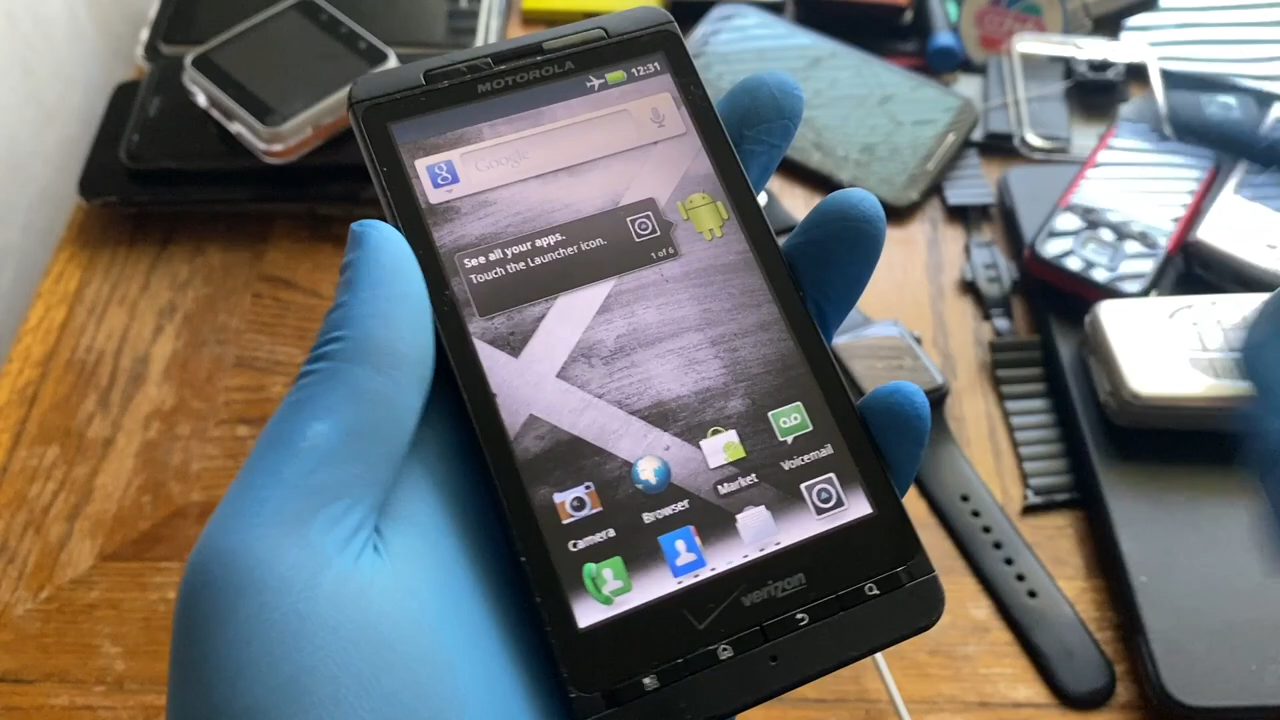 MOTOROLA
12:31
g Google
See all your apps.
Touch the Launcher icon.
1 of 6
Voicemail
Market
Browser
Camera
verizon